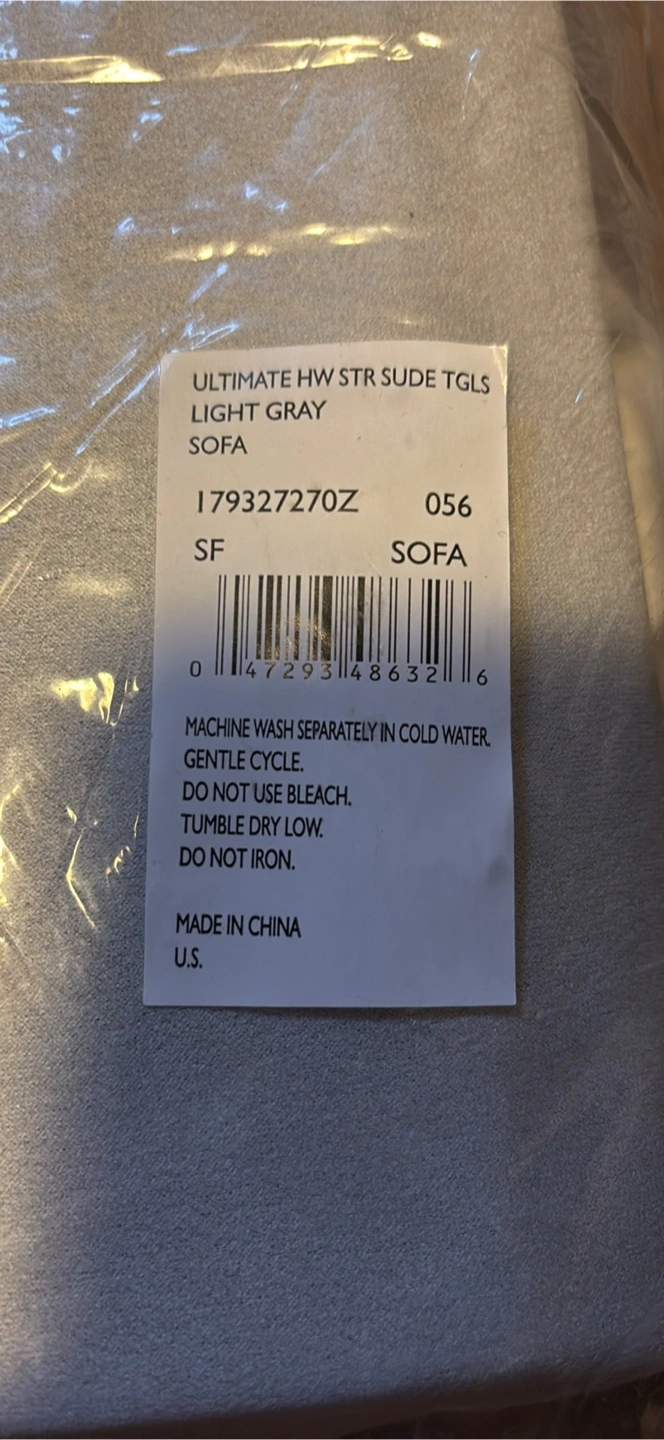 ULTIMATE HW STR SUDE TGLS
LIGHT GRAY
SOFA
179327270Z 056
SF SOFA
0 47293 48632 6
MACHINE WASH SEPARATELY IN COLD WATER.
GENTLE CYCLE.
DO NOT USE BLEACH.
TUMBLE DRY LOW.
DO NOT IRON.
MADE IN CHINA
U.S.